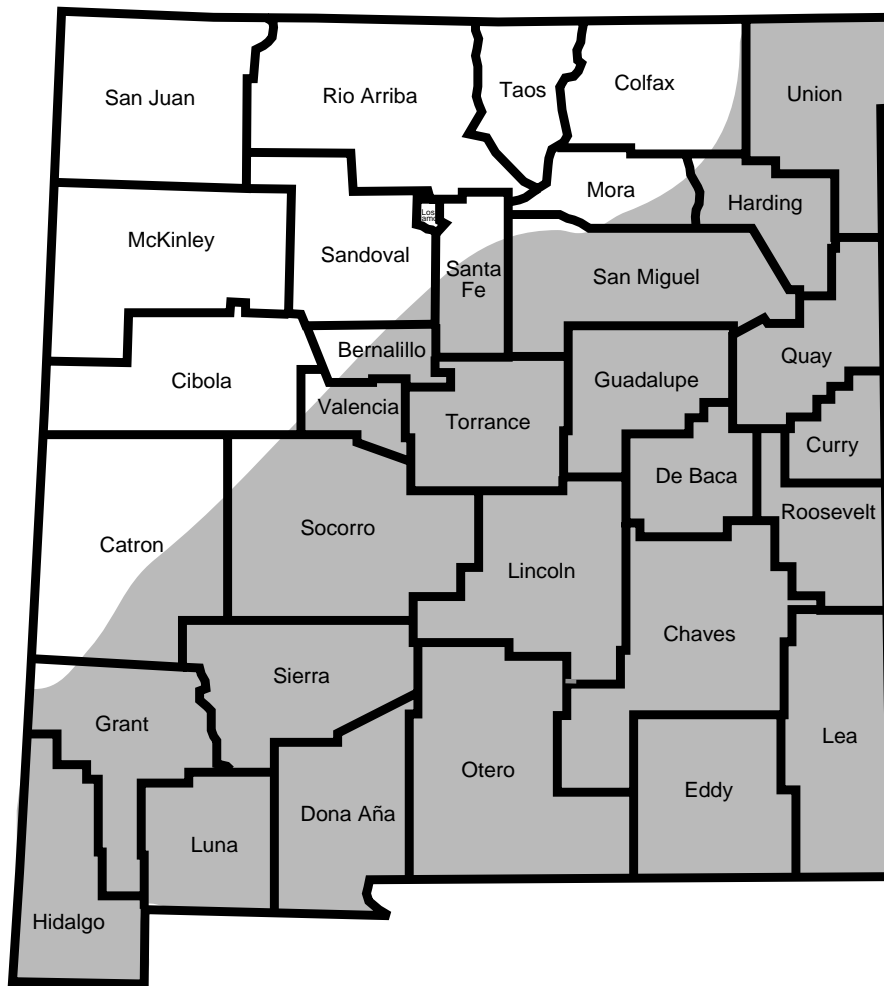 San Juan
Rio Arriba
Taos
Colfax
Union
Mora
Harding
Los
McKinley
Sandoval
Santa
Fe
San Miguel
Bernalillo
Quay
Cibola
Guadalupe
Valencia
Torrance
Curry
De Baca
Roosevelt
Socorro
Catron
Lincoln
Chaves
Sierra
Grant
Lea
Otero
Eddy
Dona Aña
Luna
Hidalgo